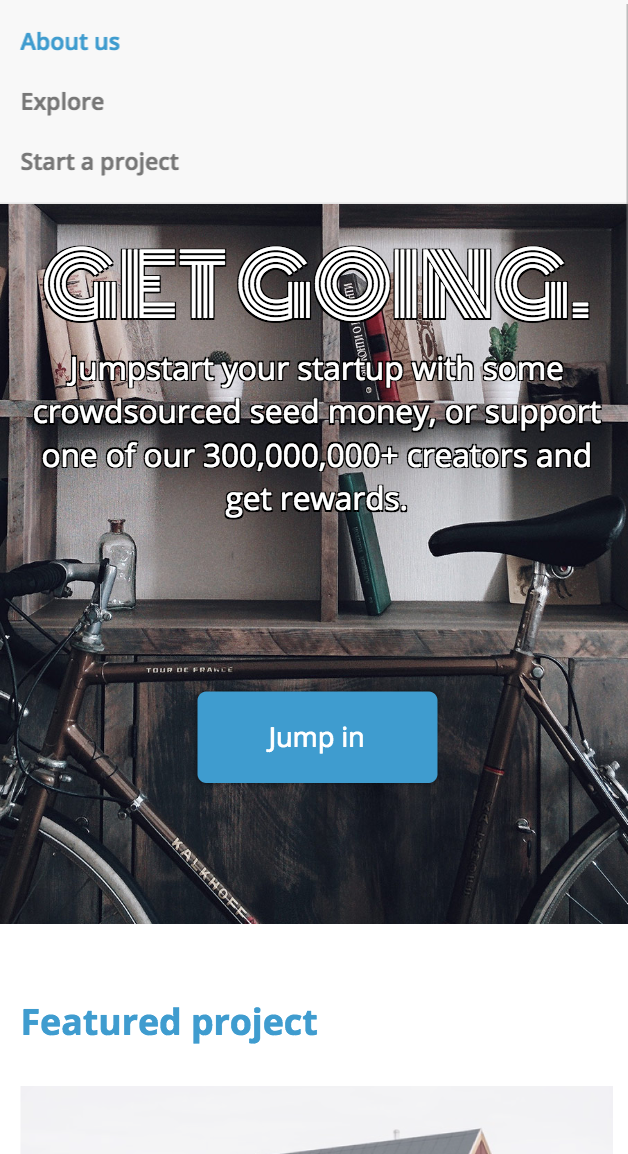 About us
Explore
Start a project
GET GOING.
Jumpstart your startup with some
crowdsourced seed money, or support
one of our 300,000,000+ creators and
get rewards.
TOUR DE FRANCE
Jump in
KALKHOFF
Featured project